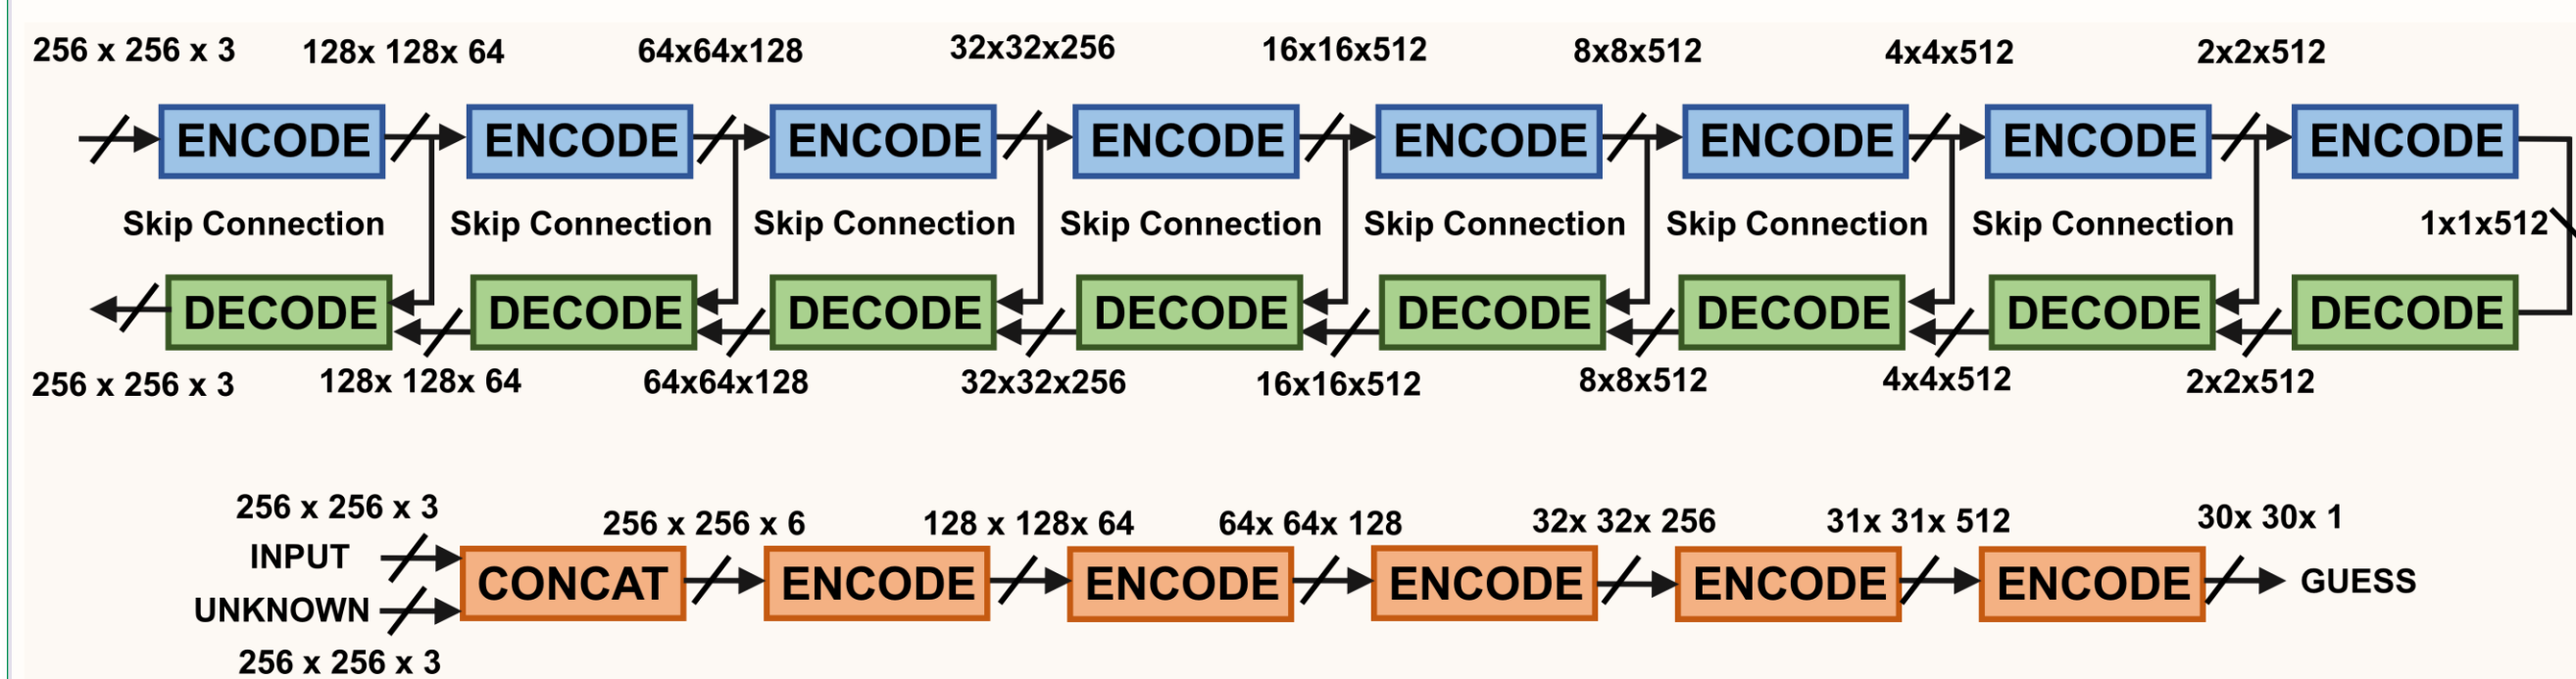 256 x 256 x 3 128x 128x 64 64x64x128 32x32x256 16x16x512 8x8x512 4x4x512 2x2x512
ENCODE ENCODE ENCODE ENCODE ENCODE ENCODE ENCODE ENCODE
Skip Connection Skip Connection Skip Connection Skip Connection Skip Connection Skip Connection Skip Connection 1x1x512
DECODE DECODE DECODE DECODE DECODE DECODE DECODE DECODE
256 x 256 x 3 128x 128x 64 64x64x128 32x32x256 16x16x512 8x8x512 4x4x512 2x2x512
256 x 256 x 3 256 x 256 x 6 128 x 128x 64 64x 64x 128 32x 32x 256 31x 31x 512 30x 30x 1
INPUT
CONCAT ENCODE ENCODE ENCODE ENCODE ENCODE GUESS
UNKNOWN
256 x 256 x 3